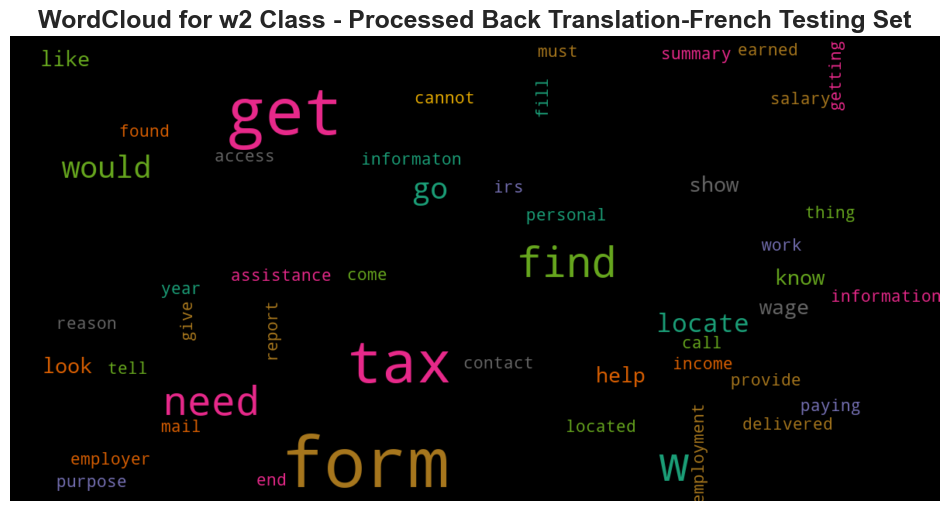 WordCloud for w2 Class - Processed Back Translation-French Testing Set
like
must
summary
earned
getting
get
cannot
fill
salary
found
would
access
informaton
go
irs
show
personal
thing
find
work
assistance
come
know
year
information
give
report
wage
reason
locate
call
look
tell
tax
contact
help
income
provide
need
paying
mail
located
employment
delivered
form
w
employer
purpose
end